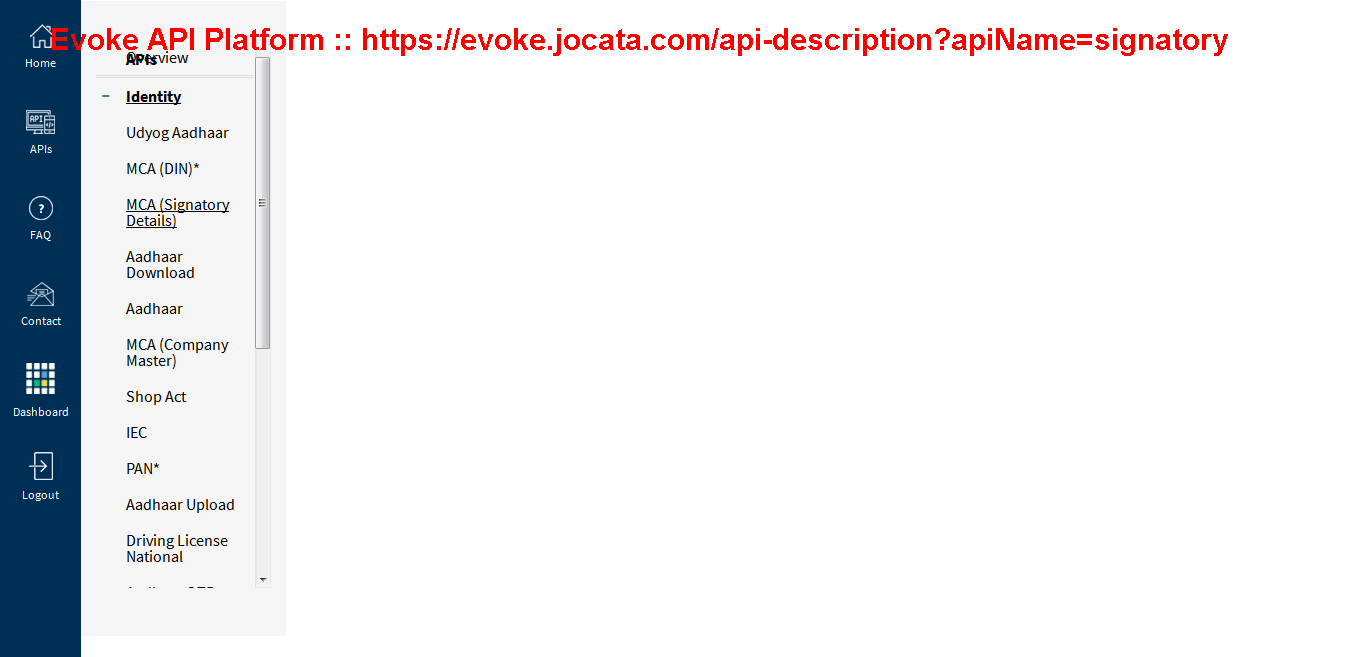 Evoke API Platform :: https://evoke.jocata.com/api-description?apiName=signatory
Home
APIs
FAQ
Contact
Dashboard
Logout
APIs
Overview
Identity
Udyog Aadhaar
MCA (DIN)*
MCA (Signatory
Details)
Aadhaar
Download
Aadhaar
MCA (Company
Master)
Shop Act
IEC
PAN*
Aadhaar Upload
Driving License
National